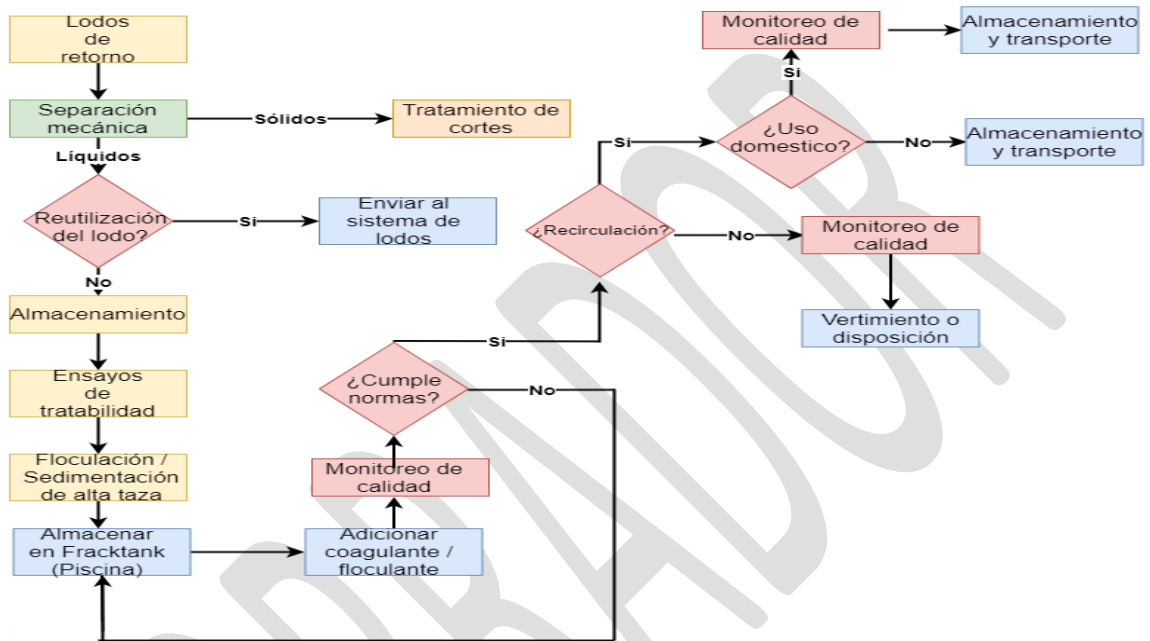 Lodos
de
retorno
Separación
mecánica
Sólidos
Tratamiento de
cortes
Líquidos
Reutilización
del lodo?
Si
Enviar al
sistema de
lodos
No
Almacenamiento
Ensayos
de
tratabilidad
Floculación /
Sedimentación
de alta taza
Almacenar
en Fracktank
(Piscina)
Adicionar
coagulante /
floculante
Monitoreo de
calidad
¿Cumple
normas?
No
Si
¿Recirculación?
No
Monitoreo de
calidad
Vertimiento o
disposición
Si
¿Uso
domestico?
No
Almacenamiento
y transporte
Si
Monitoreo de
calidad
Almacenamiento
y transporte